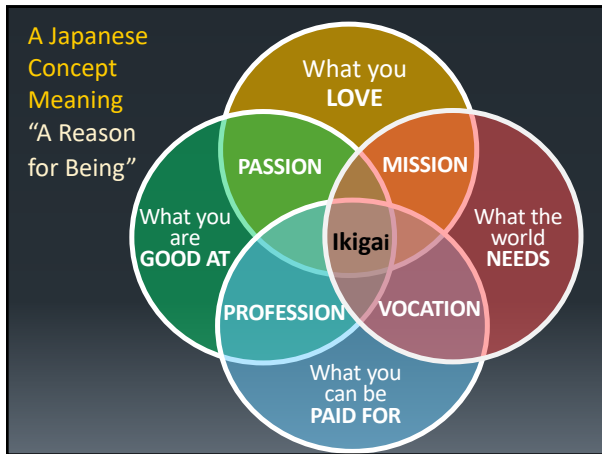 A Japanese
Concept
Meaning
“A Reason
for Being”
What you
LOVE
PASSION
MISSION
What you
are
GOOD AT
Ikigai
What the
world
NEEDS
PROFESSION
VOCATION
What you
can be
PAID FOR